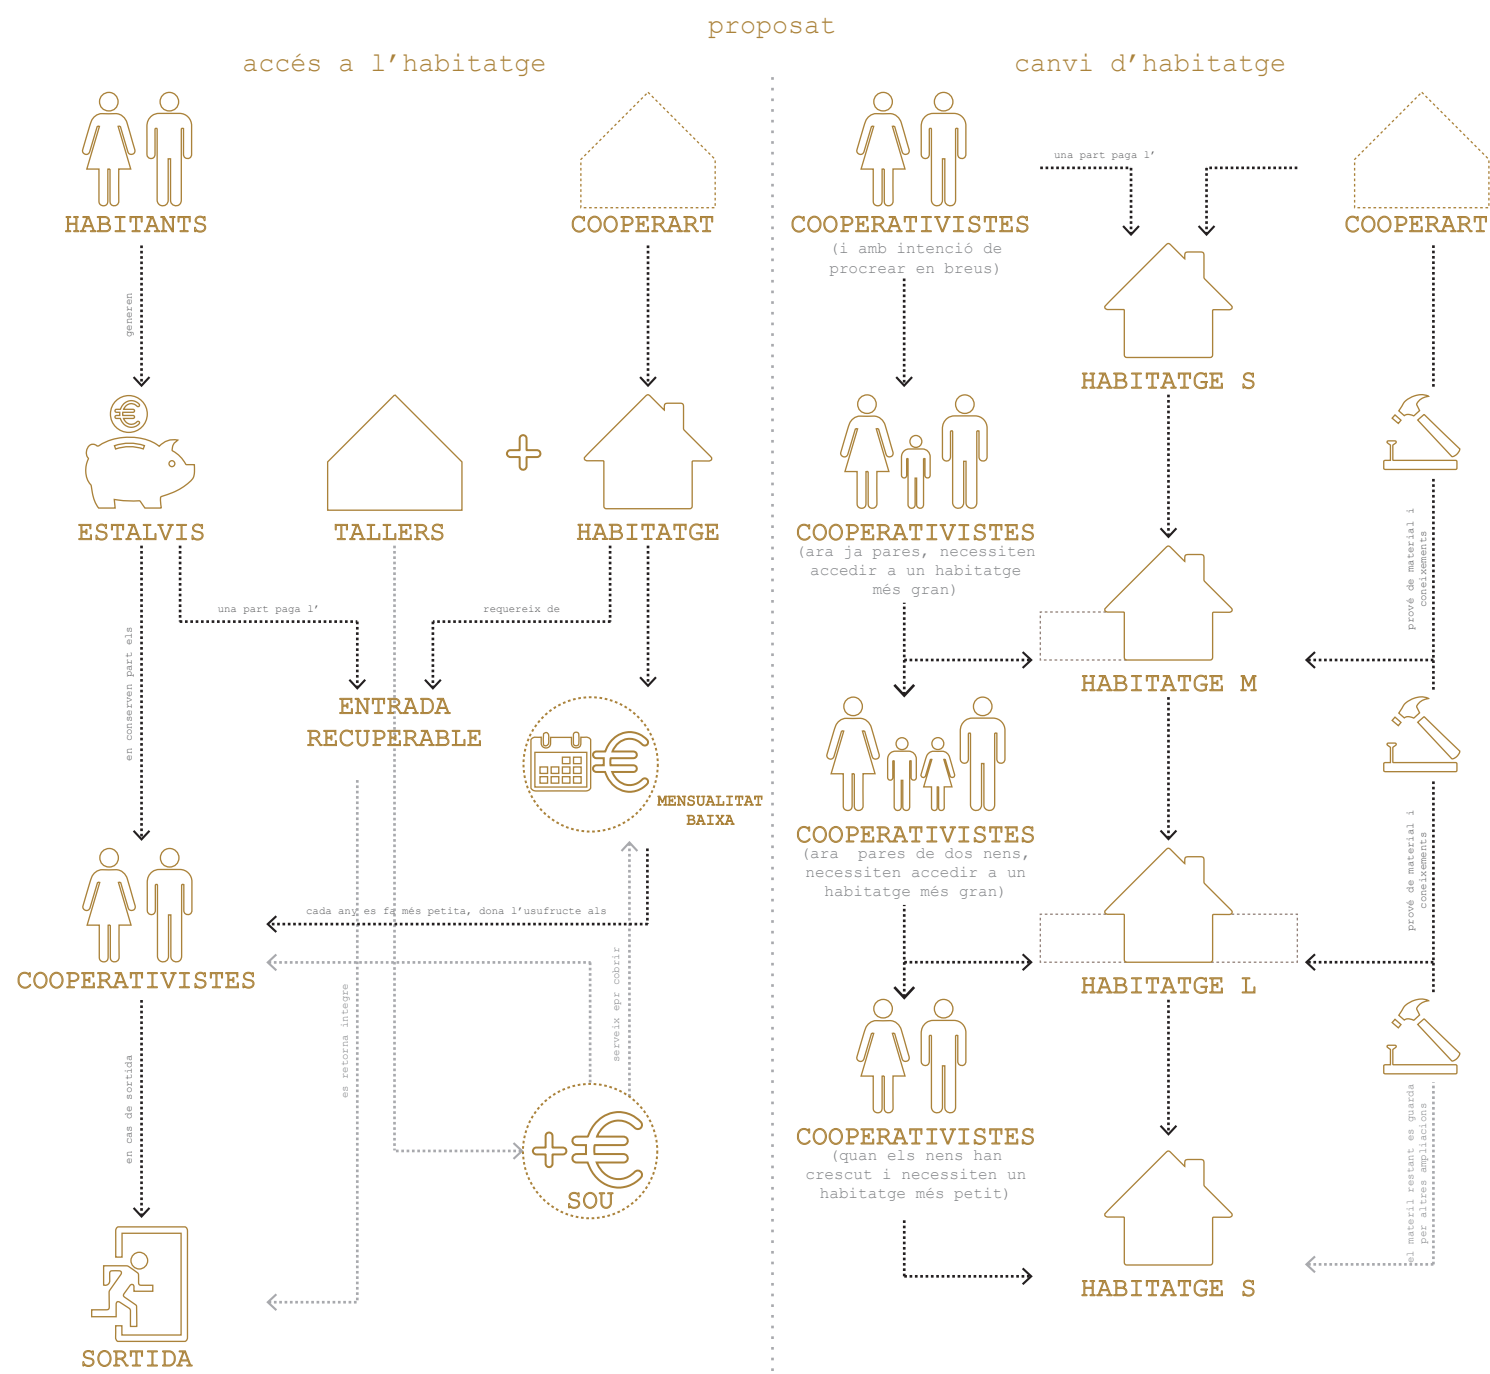 proposat
accés a l’habitatge
HABITANTS
COOPERART
generen
ESTALVIS
TALLERS
HABITATGE
una part paga l’
requereix de
en conserven part els
ENTRADA
RECUPERABLE
MENSUALITAT
BAIXA
cada any es fa més petita, dona l’usufructe als
COOPERATIVISTES
es retorna íntegre
serveix epr cobrir
en cas de sortida
SOU
SORTIDA
canvi d’habitatge
una part paga l’
COOPERATIVISTES
(i amb intenció de
procrear en breus)
COOPERART
HABITATGE S
COOPERATIVISTES
(ara ja pares, necessiten
accedir a un habitatge
més gran)
prové de material i
coneixements
HABITATGE M
COOPERATIVISTES
(ara  pares de dos nens,
necessiten accedir a un
habitatge més gran)
prové de material i
coneixements
HABITATGE L
COOPERATIVISTES
(quan els nens han
crescut i necessiten un
habitatge més petit)
el materil restant es guarda
per altres ampliacions
HABITATGE S